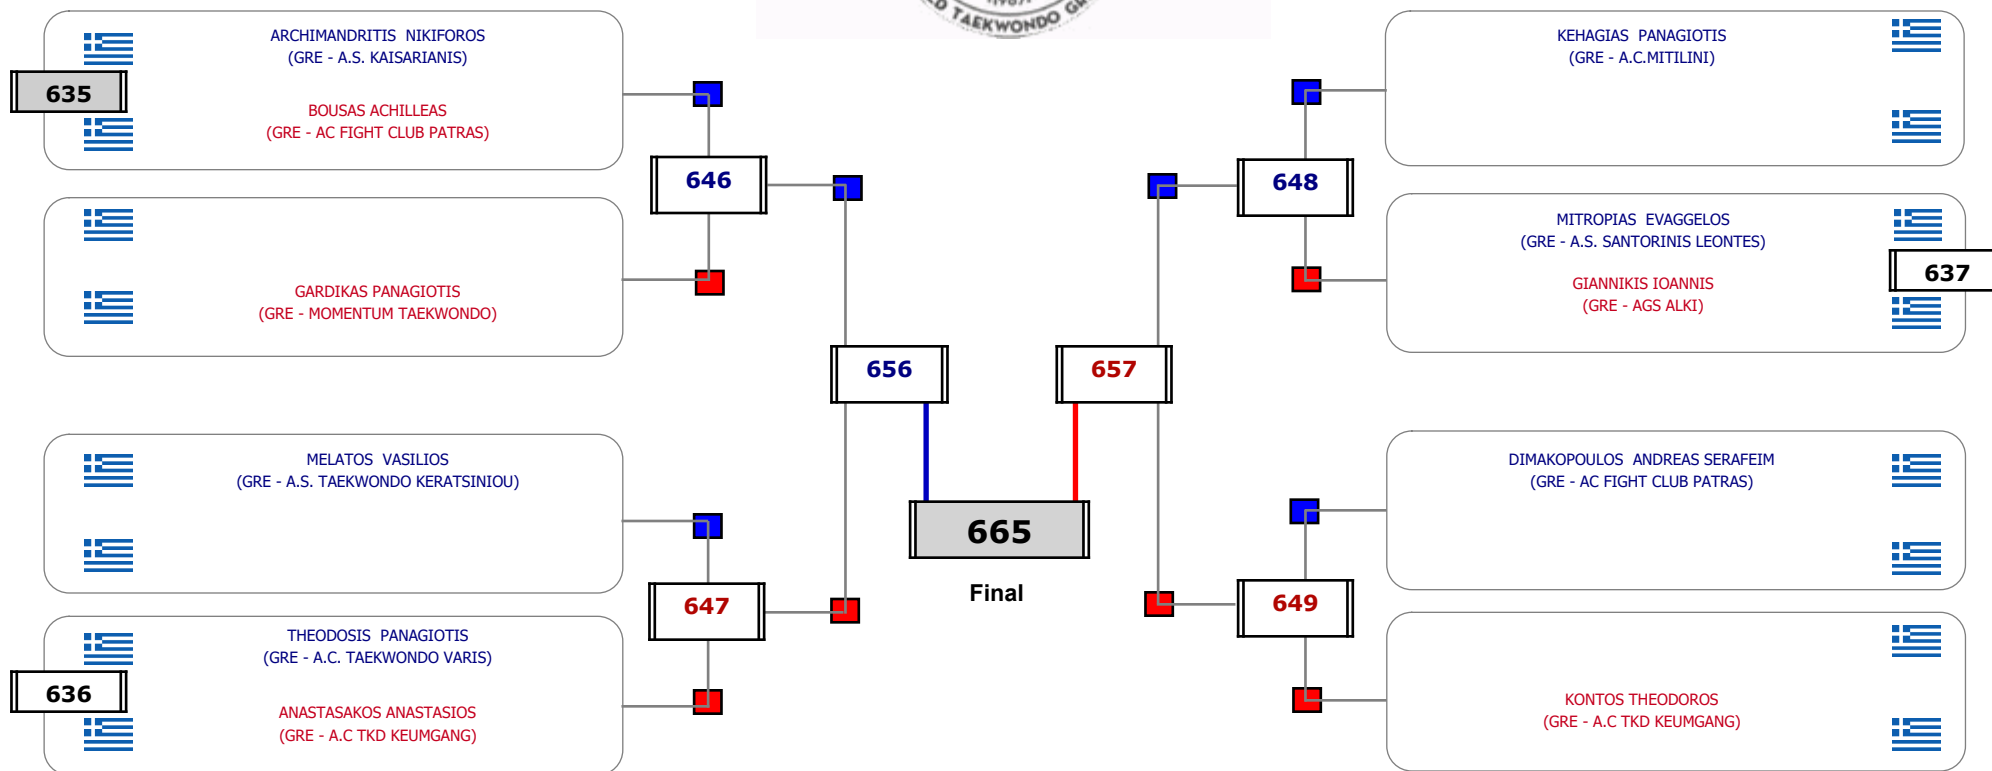 TAEKWONDO
ARCHIMANDRITIS NIKIFOROS
(GRE - A.S. KAISARIANIS)
635
BOUSAS ACHILLEAS
(GRE - AC FIGHT CLUB PATRAS)
646
GARDIKAS PANAGIOTIS
(GRE - MOMENTUM TAEKWONDO)
656
MELATOS VASILIOS
(GRE - A.S. TAEKWONDO KERATSINIOU)
647
THEODOSIS PANAGIOTIS
(GRE - A.C. TAEKWONDO VARIS)
636
ANASTASAKOS ANASTASIOS
(GRE - A.C TKD KEUMGANG)
665
Final
KEHAGIAS PANAGIOTIS
(GRE - A.C.MITILINI)
648
MITROPIAS EVAGGELOS
(GRE - A.S. SANTORINIS LEONTES)
637
GIANNIKIS IOANNIS
(GRE - AGS ALKI)
657
DIMAKOPOULOS ANDREAS SERAFEIM
(GRE - AC FIGHT CLUB PATRAS)
649
KONTOS THEODOROS
(GRE - A.C TKD KEUMGANG)